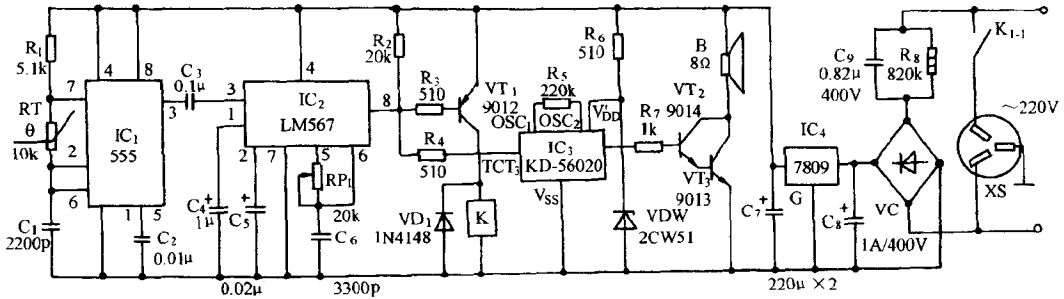 R1
5.1k
7
4
8
C3
0.1μ
3
RT
θ
10k
2
IC1
555
6
1
5
C1
2200p
C2
0.01μ
3
1
4
IC2
LM567
8
2
7
5
6
C4
1μ
+
C5
+
0.02μ
RP1
20k
C6
3300p
R2
20k
R3
510
R4
510
VT1
9012
VD1
1N4148
K
R5
220k
OSC1
OSC2
V'DD
IC3
KD-56020
TCT3
VSS
R6
510
R7
1k
VDW
2CW51
B
8Ω
VT2
9014
VT3
9013
IC4
7809
G
C7
+
C8
+
220μ×2
C9
0.82μ
400V
R8
820k
VC
1A/400V
K1-1
~220V
XS